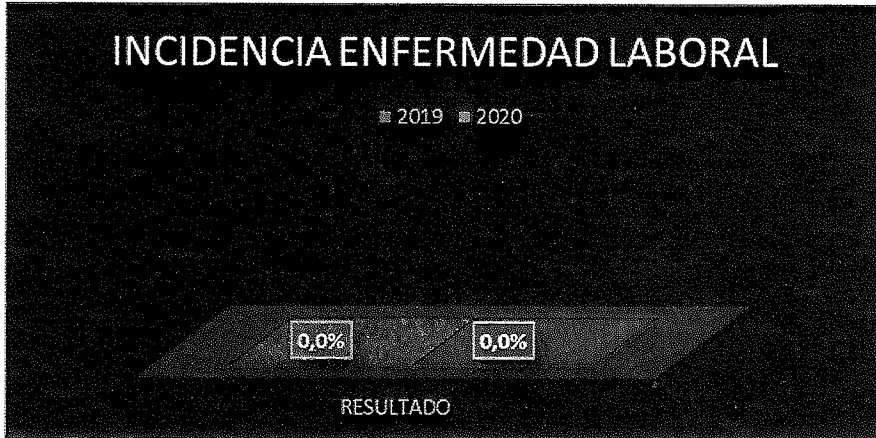 INCIDENCIA ENFERMEDAD LABORAL
2019 2020
0,0% 0,0%
RESULTADO